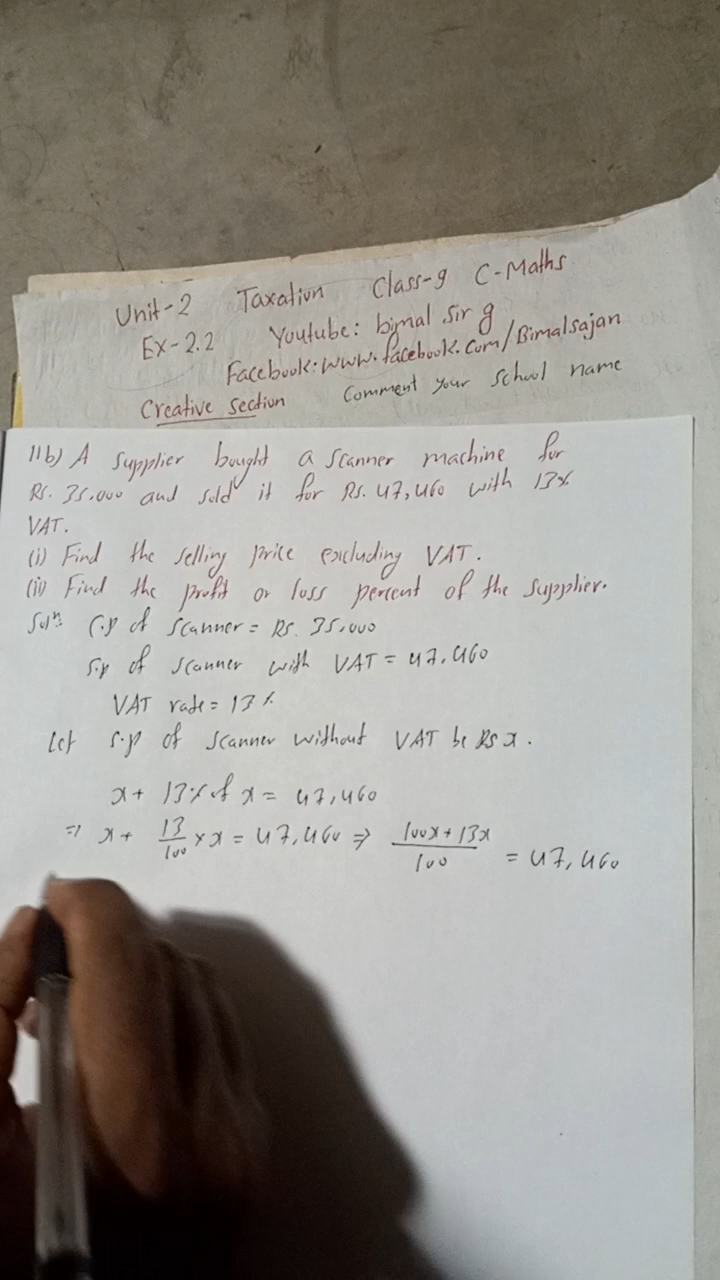 Unit-2 Taxation Class-9 C-Maths
Ex-2.2 Youtube: bimal sir g
Facebook: www.facebook.com/Bimalsajan
Creative section Comment your school name
11b) A supplier bought a scanner machine for
Rs. 35,000 and sold it for Rs. 47,460 with 13%
VAT.
(i) Find the selling price excluding VAT.
(ii) Find the profit or loss percent of the supplier.
Solⁿ: C.P of scanner = Rs. 35,000
S.p of scanner with VAT = 47,460
VAT rate = 13%
Let s.p of scanner without VAT be Rs x.
x + 13% of x = 47,460
⇒ x + 13/100 × x = 47,460 ⇒ (100x + 13x)/100 = 47,460